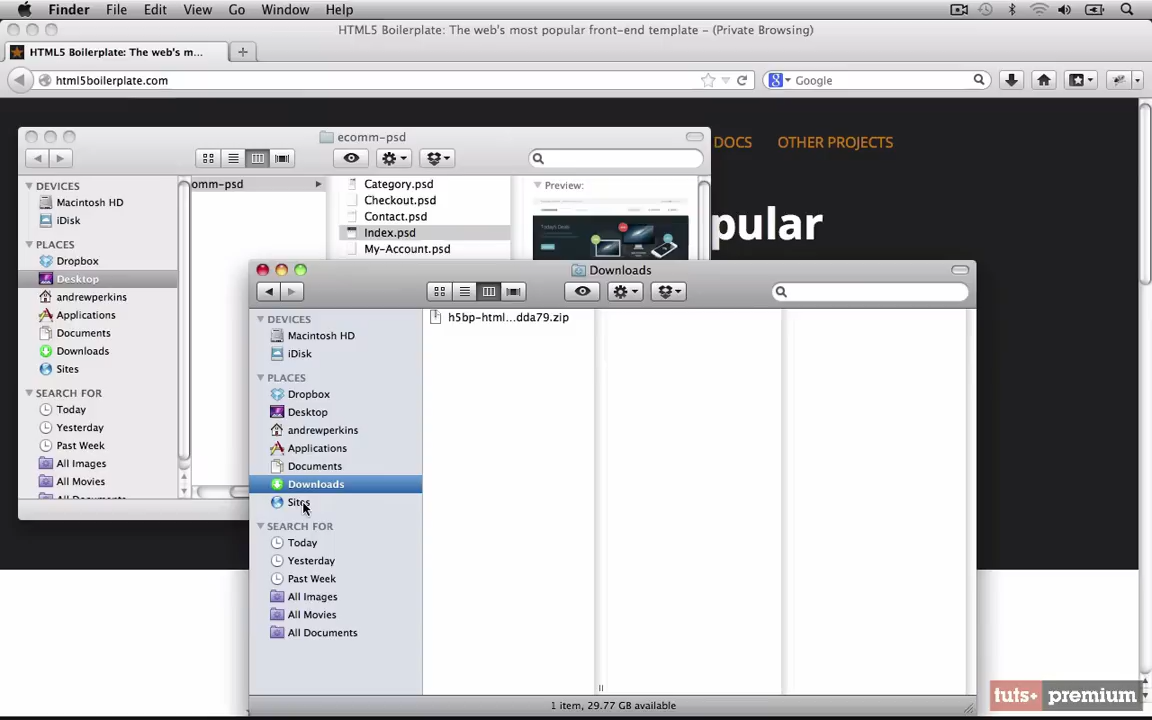 Finder File Edit View Go Window Help
HTML5 Boilerplate: The web's most popular front-end template – (Private Browsing)
HTML5 Boilerplate: The web's m...
html5boilerplate.com
Google
DOCS OTHER PROJECTS
pular
ecomm-psd
DEVICES
Macintosh HD
iDisk
PLACES
Dropbox
Desktop
andrewperkins
Applications
Documents
Downloads
Sites
SEARCH FOR
Today
Yesterday
Past Week
All Images
All Movies
All Documents
omm-psd
Category.psd
Checkout.psd
Contact.psd
Index.psd
My-Account.psd
Preview:
Today's Deals
Downloads
DEVICES
Macintosh HD
iDisk
PLACES
Dropbox
Desktop
andrewperkins
Applications
Documents
Downloads
Sites
SEARCH FOR
Today
Yesterday
Past Week
All Images
All Movies
All Documents
h5bp-html...dda79.zip
1 item, 29.77 GB available
tuts+ premium